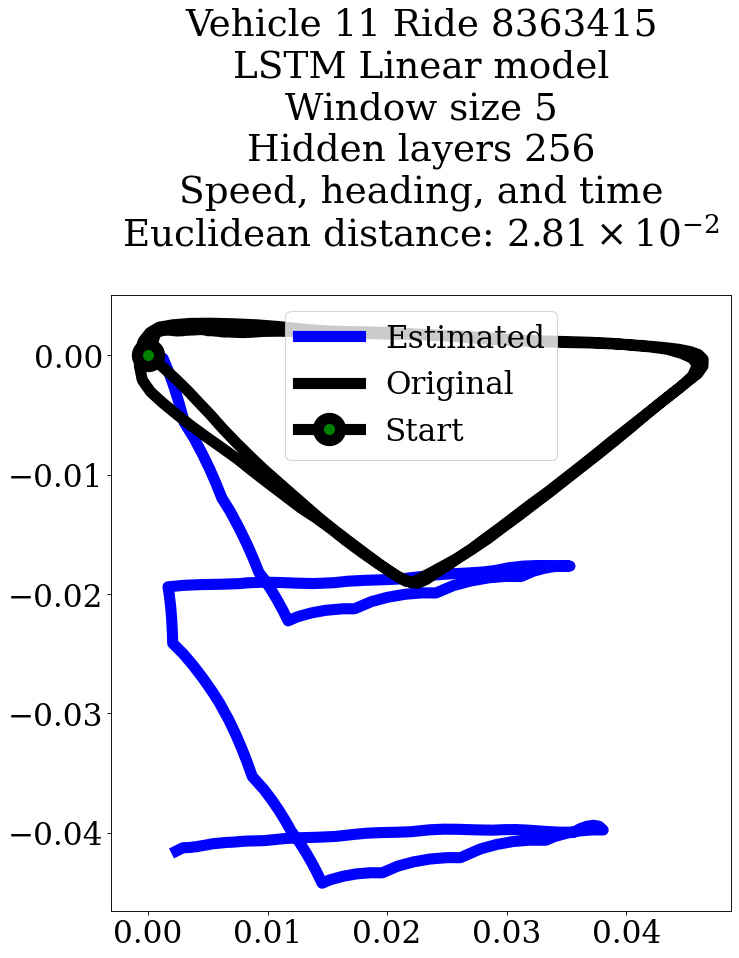 Vehicle 11 Ride 8363415
LSTM Linear model
Window size 5
Hidden layers 256
Speed, heading, and time
Euclidean distance: 2.81 × 10⁻²
Estimated
Original
Start
0.00
−0.01
−0.02
−0.03
−0.04
0.00 0.01 0.02 0.03 0.04